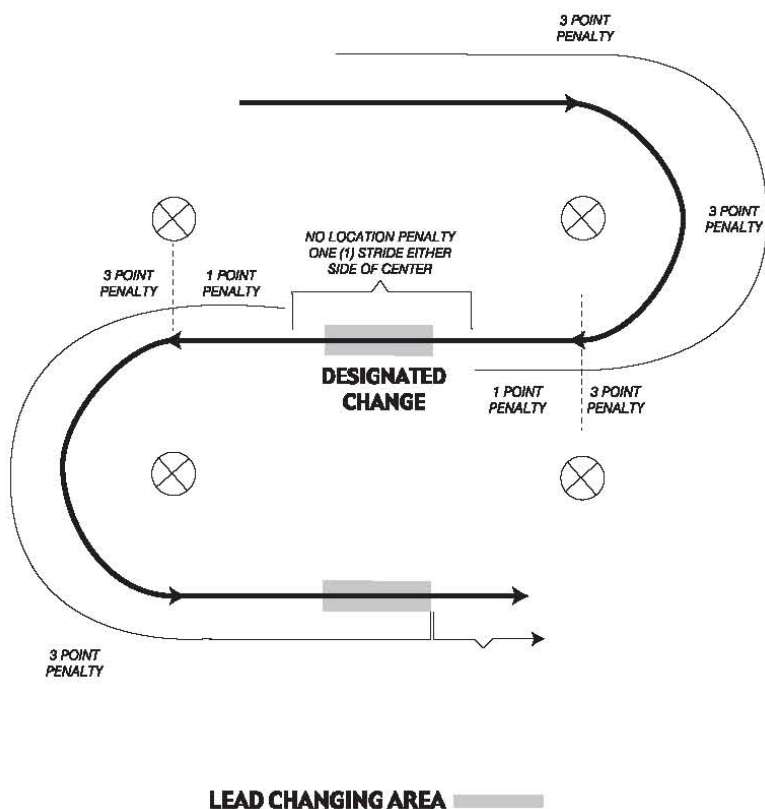 3 POINT
PENALTY
3 POINT
PENALTY
NO LOCATION PENALTY
ONE (1) STRIDE EITHER
SIDE OF CENTER
3 POINT
PENALTY
1 POINT
PENALTY
DESIGNATED
CHANGE
1 POINT
PENALTY
3 POINT
PENALTY
3 POINT
PENALTY
LEAD CHANGING AREA